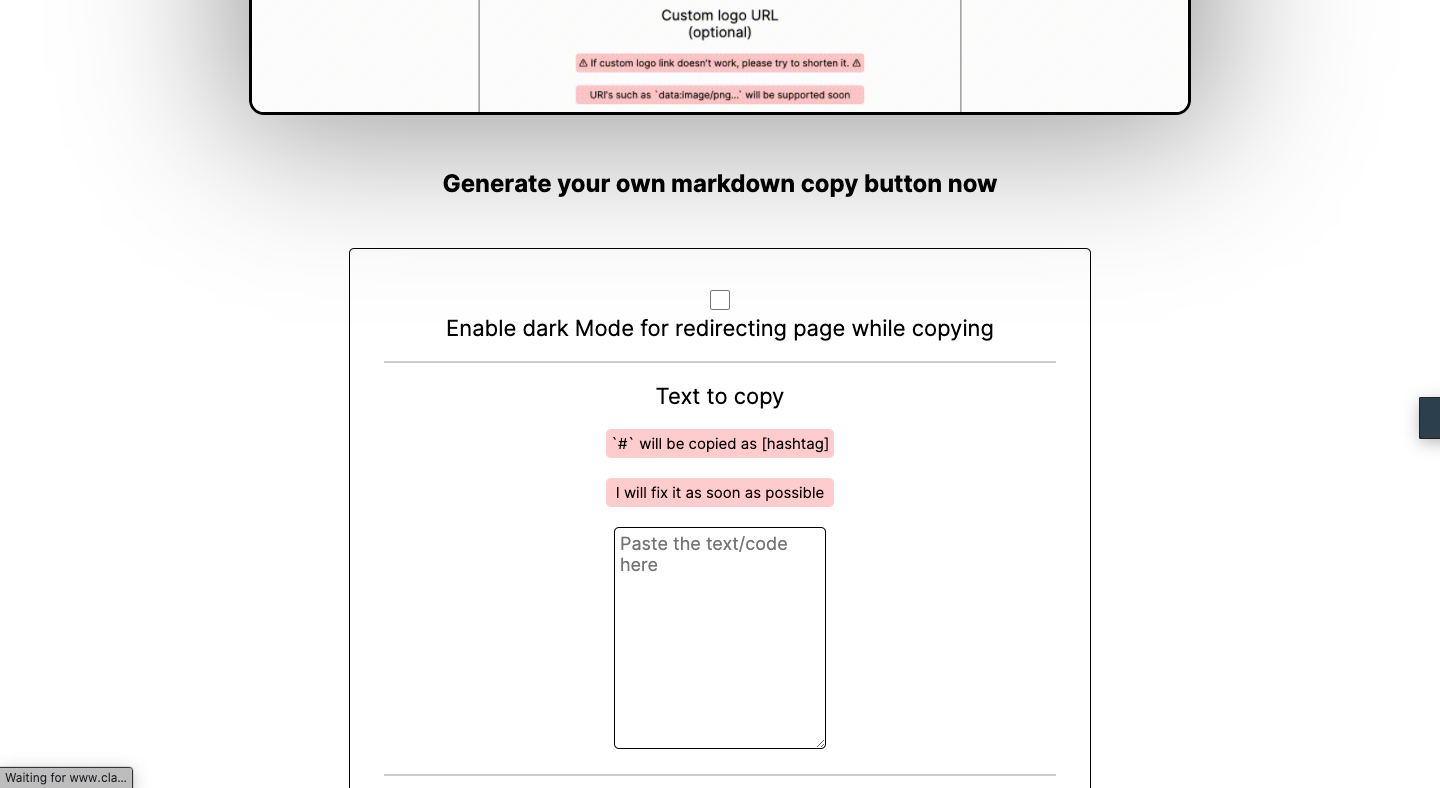 Custom logo URL
(optional)
⚠ If custom logo link doesn't work, please try to shorten it. ⚠
URI's such as `data:image/png...` will be supported soon
Generate your own markdown copy button now
Enable dark Mode for redirecting page while copying
Text to copy
`#` will be copied as [hashtag]
I will fix it as soon as possible
Paste the text/code
here
Waiting for www.cla...